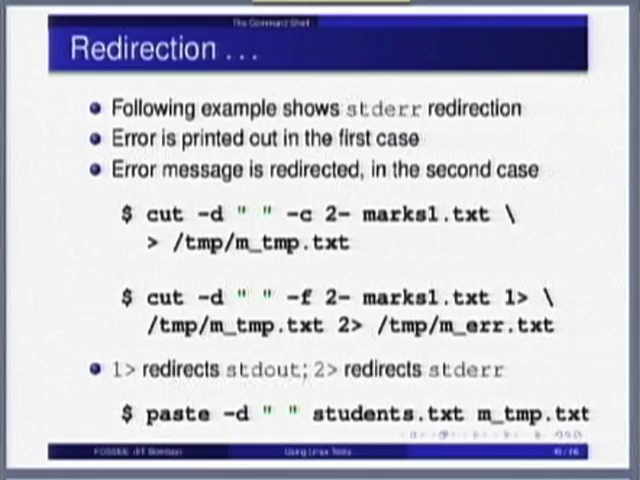 The Command Shell
Redirection . . .
Following example shows stderr redirection
Error is printed out in the first case
Error message is redirected, in the second case
$ cut -d " " -c 2- marks1.txt \
> /tmp/m_tmp.txt
$ cut -d " " -f 2- marks1.txt 1> \
/tmp/m_tmp.txt 2> /tmp/m_err.txt
1> redirects stdout; 2> redirects stderr
$ paste -d " " students.txt m_tmp.txt
FOSSEE (IIT Bombay) Using Linux Tools